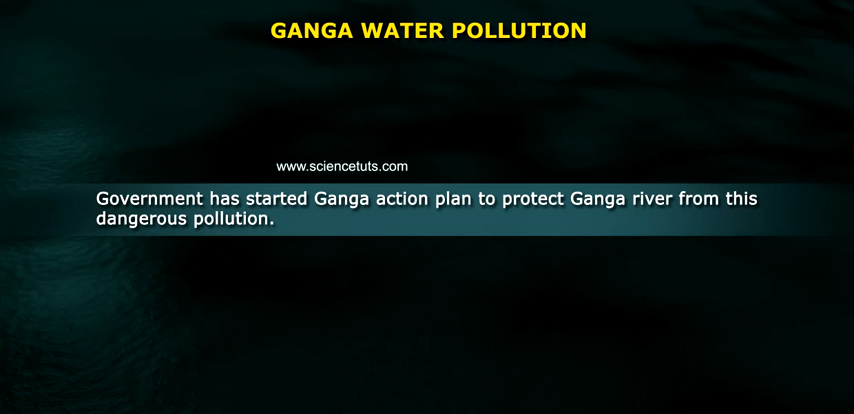 GANGA WATER POLLUTION
www.sciencetuts.com
Government has started Ganga action plan to protect Ganga river from this
dangerous pollution.